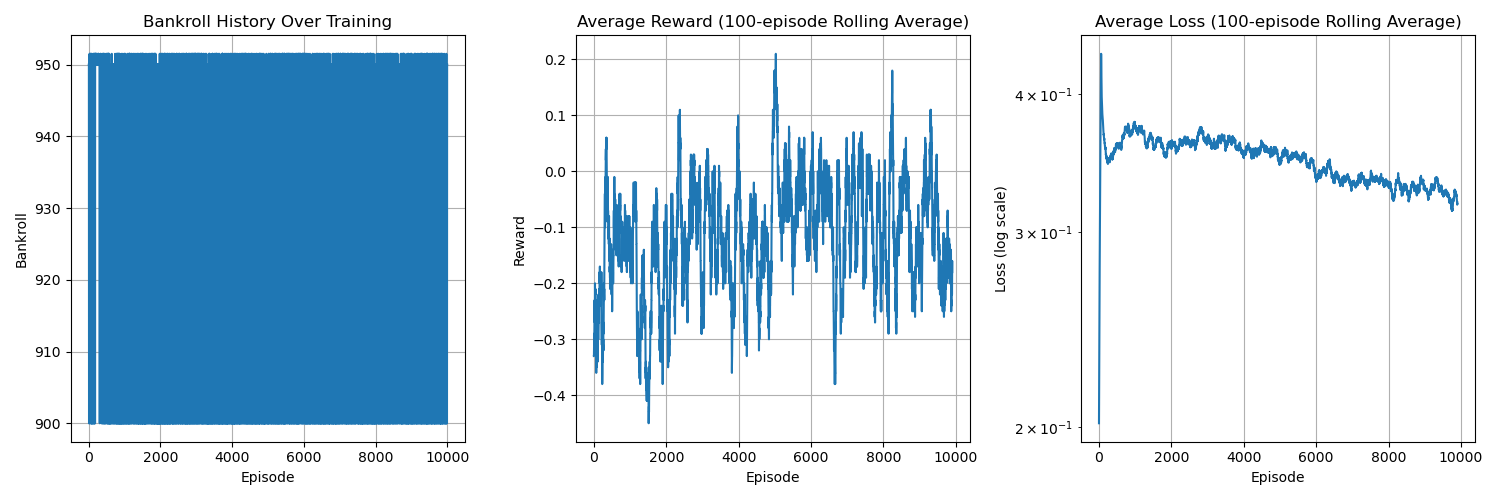 Bankroll History Over Training
Bankroll
950
940
930
920
910
900
0 2000 4000 6000 8000 10000
Episode
Average Reward (100-episode Rolling Average)
Reward
0.2
0.1
0.0
−0.1
−0.2
−0.3
−0.4
0 2000 4000 6000 8000 10000
Episode
Average Loss (100-episode Rolling Average)
Loss (log scale)
4 × 10⁻¹
3 × 10⁻¹
2 × 10⁻¹
0 2000 4000 6000 8000 10000
Episode